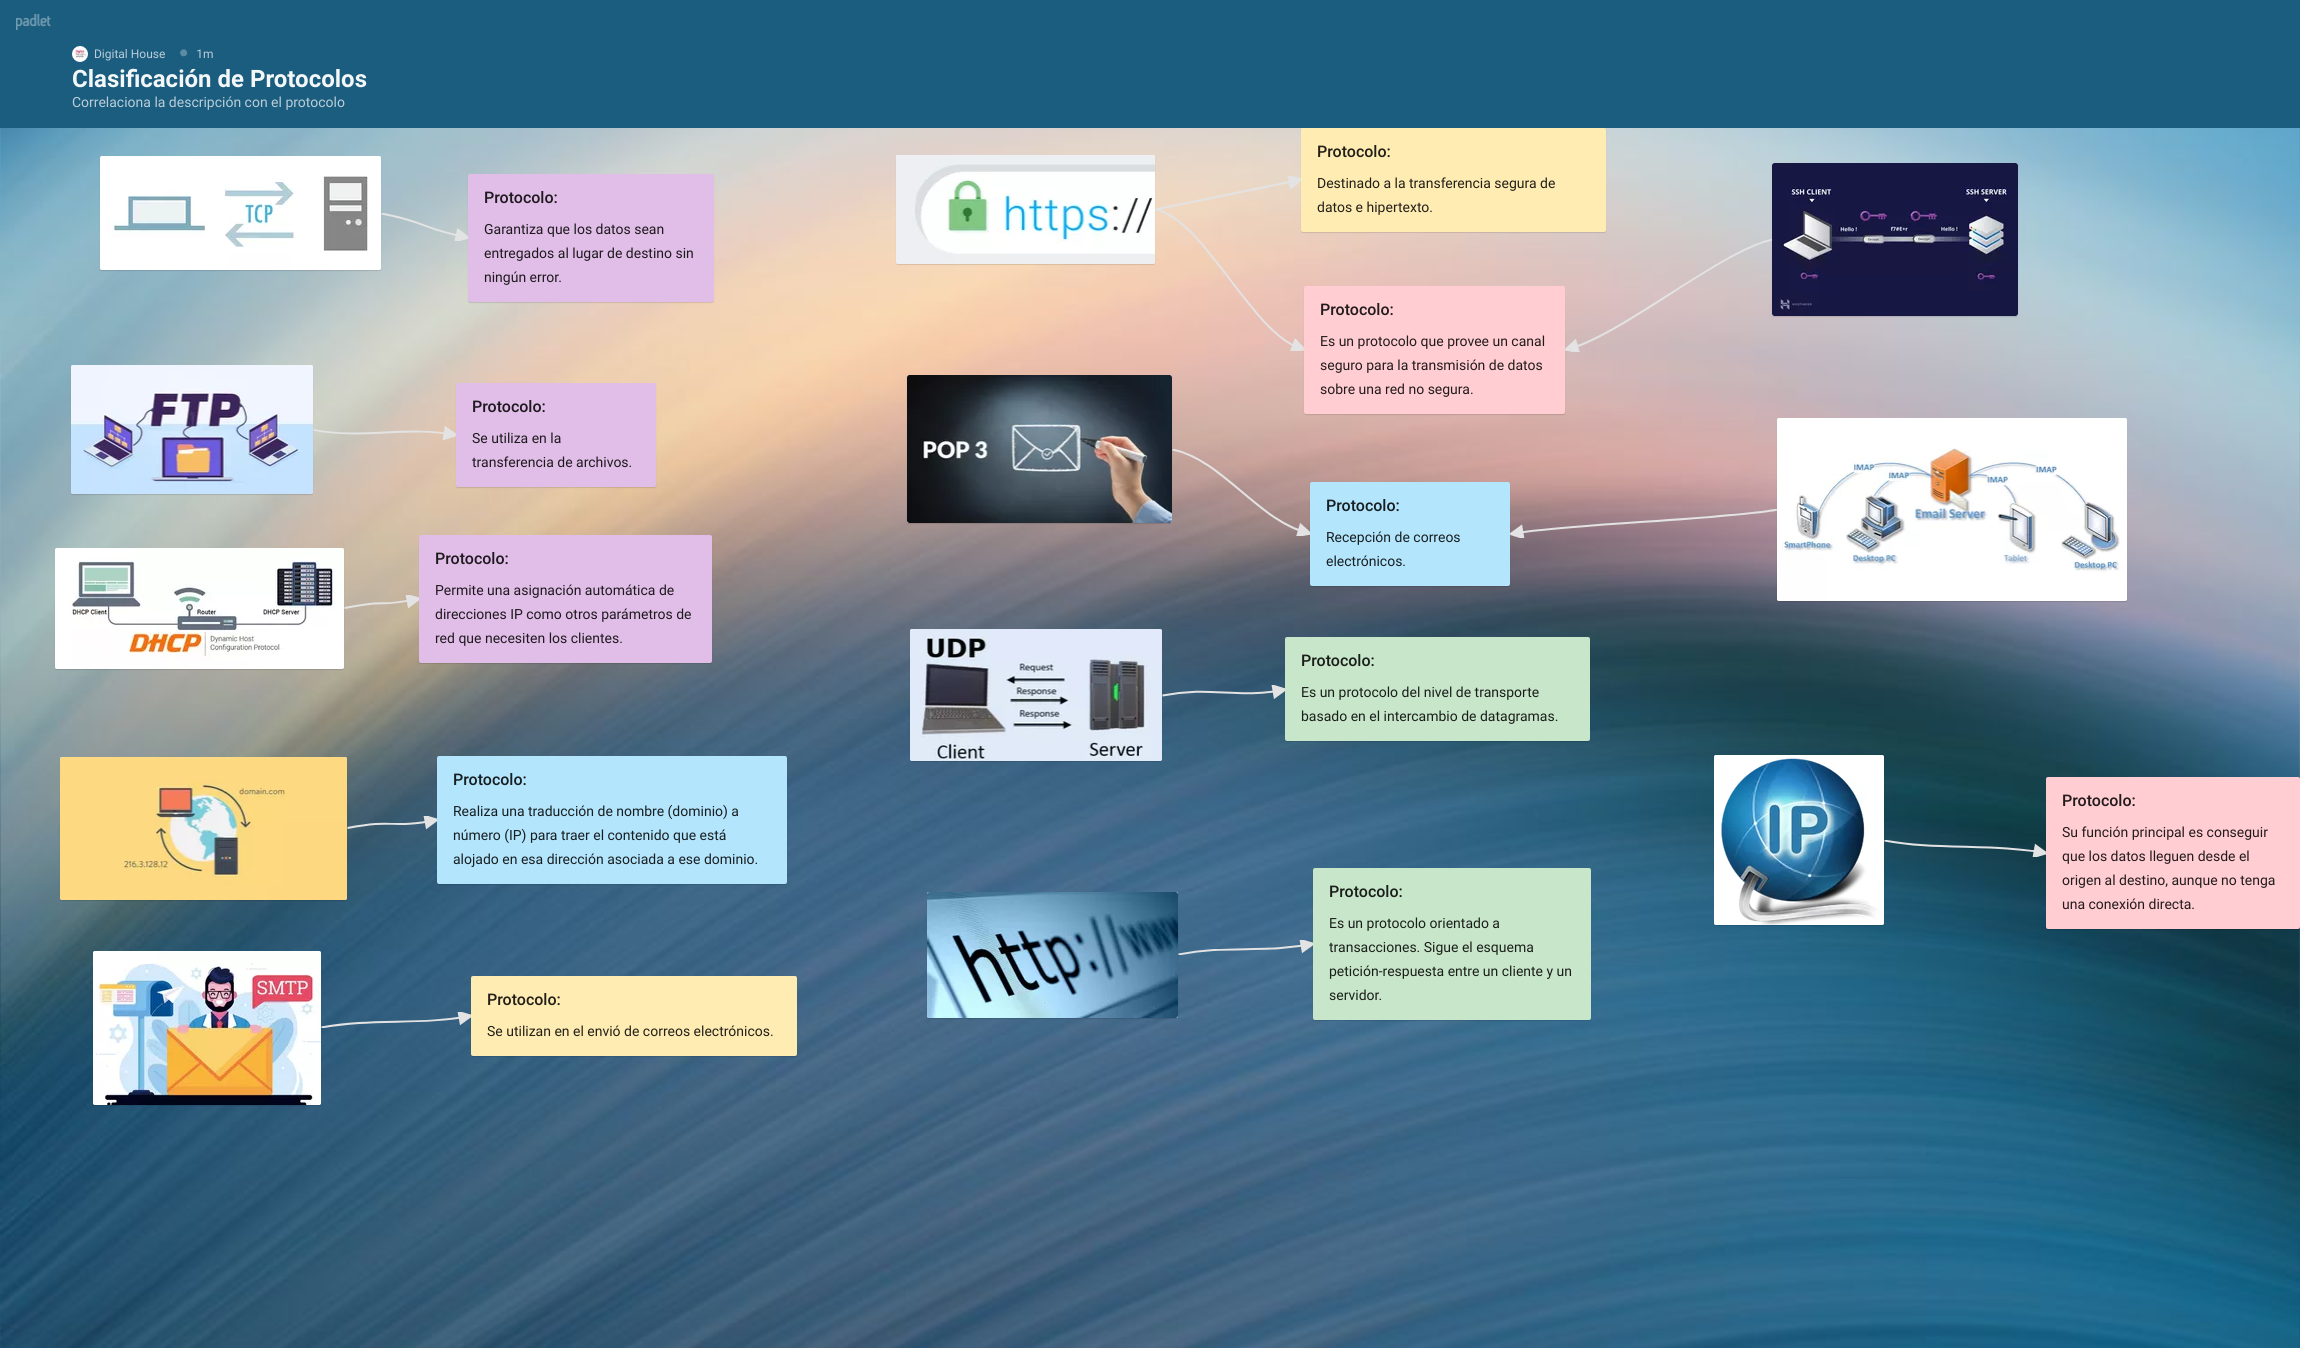 padlet
Digital House
1m
Clasificación de Protocolos
Correlaciona la descripción con el protocolo
TCP
Protocolo:
Garantiza que los datos sean
entregados al lugar de destino sin
ningún error.
FTP
Protocolo:
Se utiliza en la
transferencia de archivos.
DHCP Client
Router
DHCP Server
DHCP
Dynamic Host
Configuration Protocol
Protocolo:
Permite una asignación automática de
direcciones IP como otros parámetros de
red que necesiten los clientes.
domain.com
216.3.128.12
Protocolo:
Realiza una traducción de nombre (dominio) a
número (IP) para traer el contenido que está
alojado en esa dirección asociada a ese dominio.
SMTP
Protocolo:
Se utilizan en el envió de correos electrónicos.
https://
Protocolo:
Destinado a la transferencia segura de
datos e hipertexto.
Protocolo:
Es un protocolo que provee un canal
seguro para la transmisión de datos
sobre una red no segura.
SSH CLIENT
SSH SERVER
Hello !
Hello !
POP 3
Protocolo:
Recepción de correos
electrónicos.
IMAP
IMAP
IMAP
IMAP
Email Server
SmartPhone
Desktop PC
Tablet
Desktop PC
UDP
Request
Response
Response
Client
Server
Protocolo:
Es un protocolo del nivel de transporte
basado en el intercambio de datagramas.
http://www
Protocolo:
Es un protocolo orientado a
transacciones. Sigue el esquema
petición-respuesta entre un cliente y un
servidor.
IP
Protocolo:
Su función principal es conseguir
que los datos lleguen desde el
origen al destino, aunque no tenga
una conexión directa.